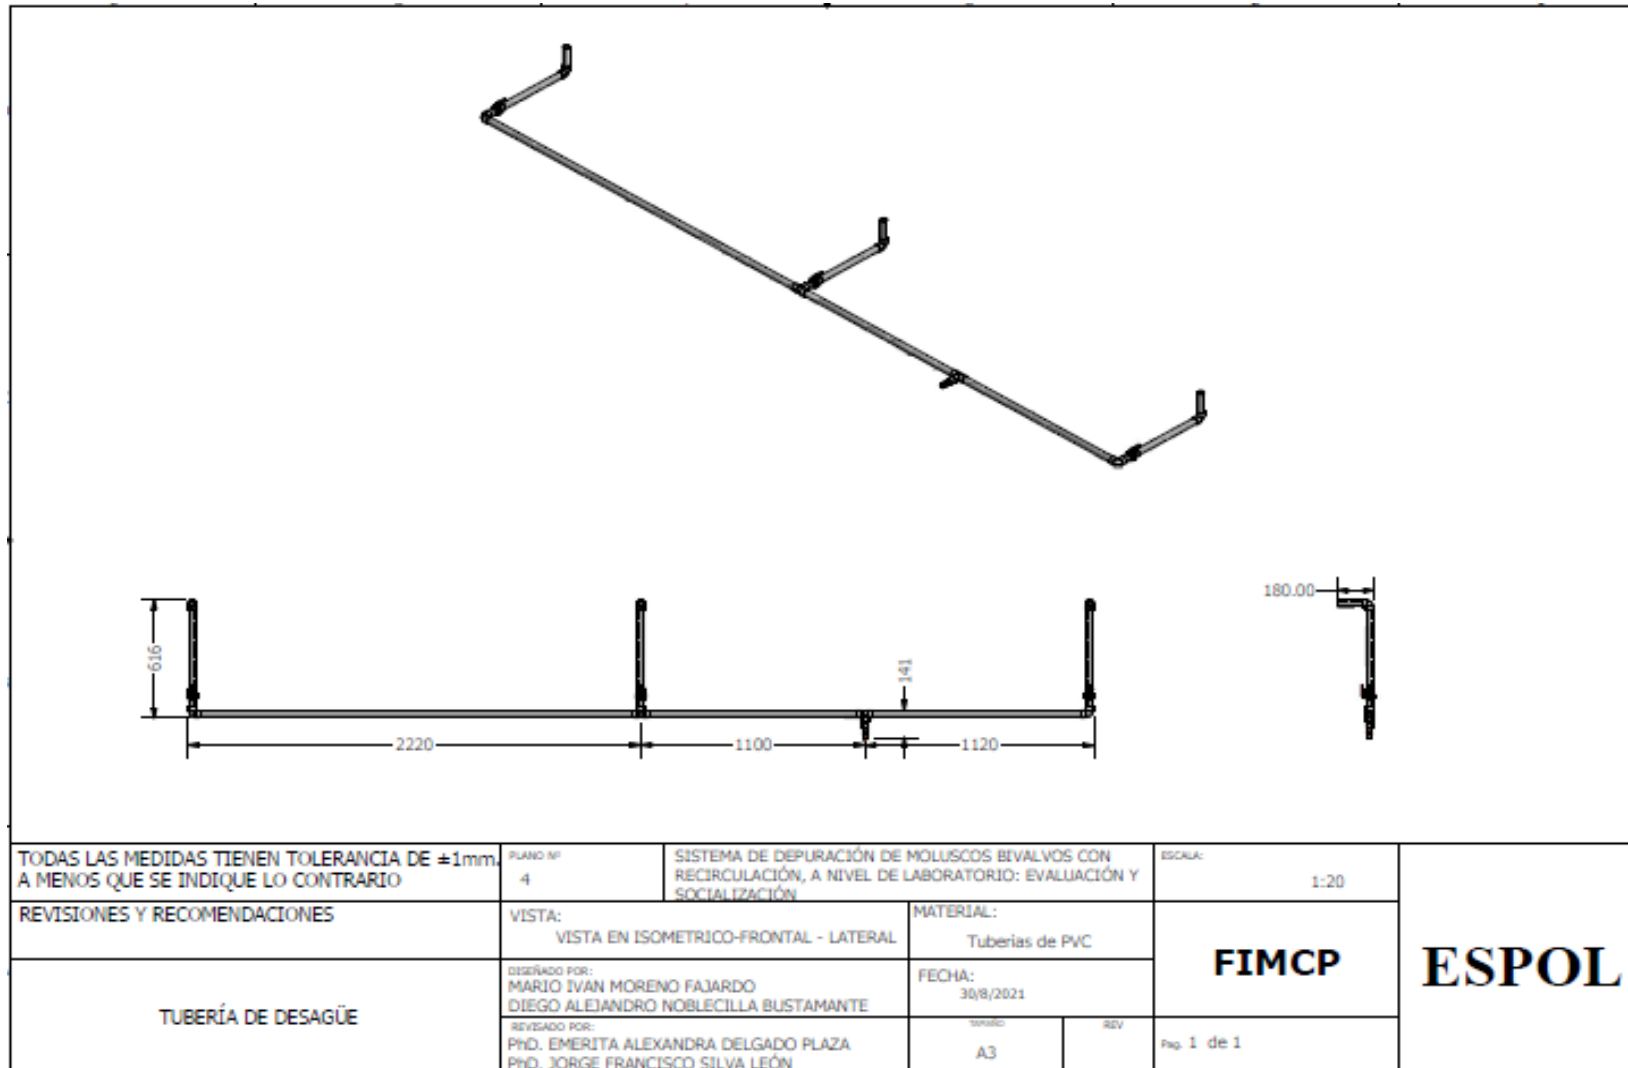 180.00
616
141
2220
1100
1120
TODAS LAS MEDIDAS TIENEN TOLERANCIA DE ±1mm.
A MENOS QUE SE INDIQUE LO CONTRARIO
PLANO Nº
4
SISTEMA DE DEPURACIÓN DE MOLUSCOS BIVALVOS CON
RECIRCULACIÓN, A NIVEL DE LABORATORIO: EVALUACIÓN Y
SOCIALIZACIÓN
ESCALA:
1:20
REVISIONES Y RECOMENDACIONES
VISTA:
VISTA EN ISOMETRICO-FRONTAL - LATERAL
MATERIAL:
Tuberias de PVC
FIMCP
ESPOL
TUBERÍA DE DESAGÜE
DISEÑADO POR:
MARIO IVAN MORENO FAJARDO
DIEGO ALEJANDRO NOBLECILLA BUSTAMANTE
FECHA:
30/8/2021
REVISADO POR:
PhD. EMERITA ALEXANDRA DELGADO PLAZA
PhD. JORGE FRANCISCO SILVA LEÓN
TAMAÑO
A3
REV
Pag. 1 de 1